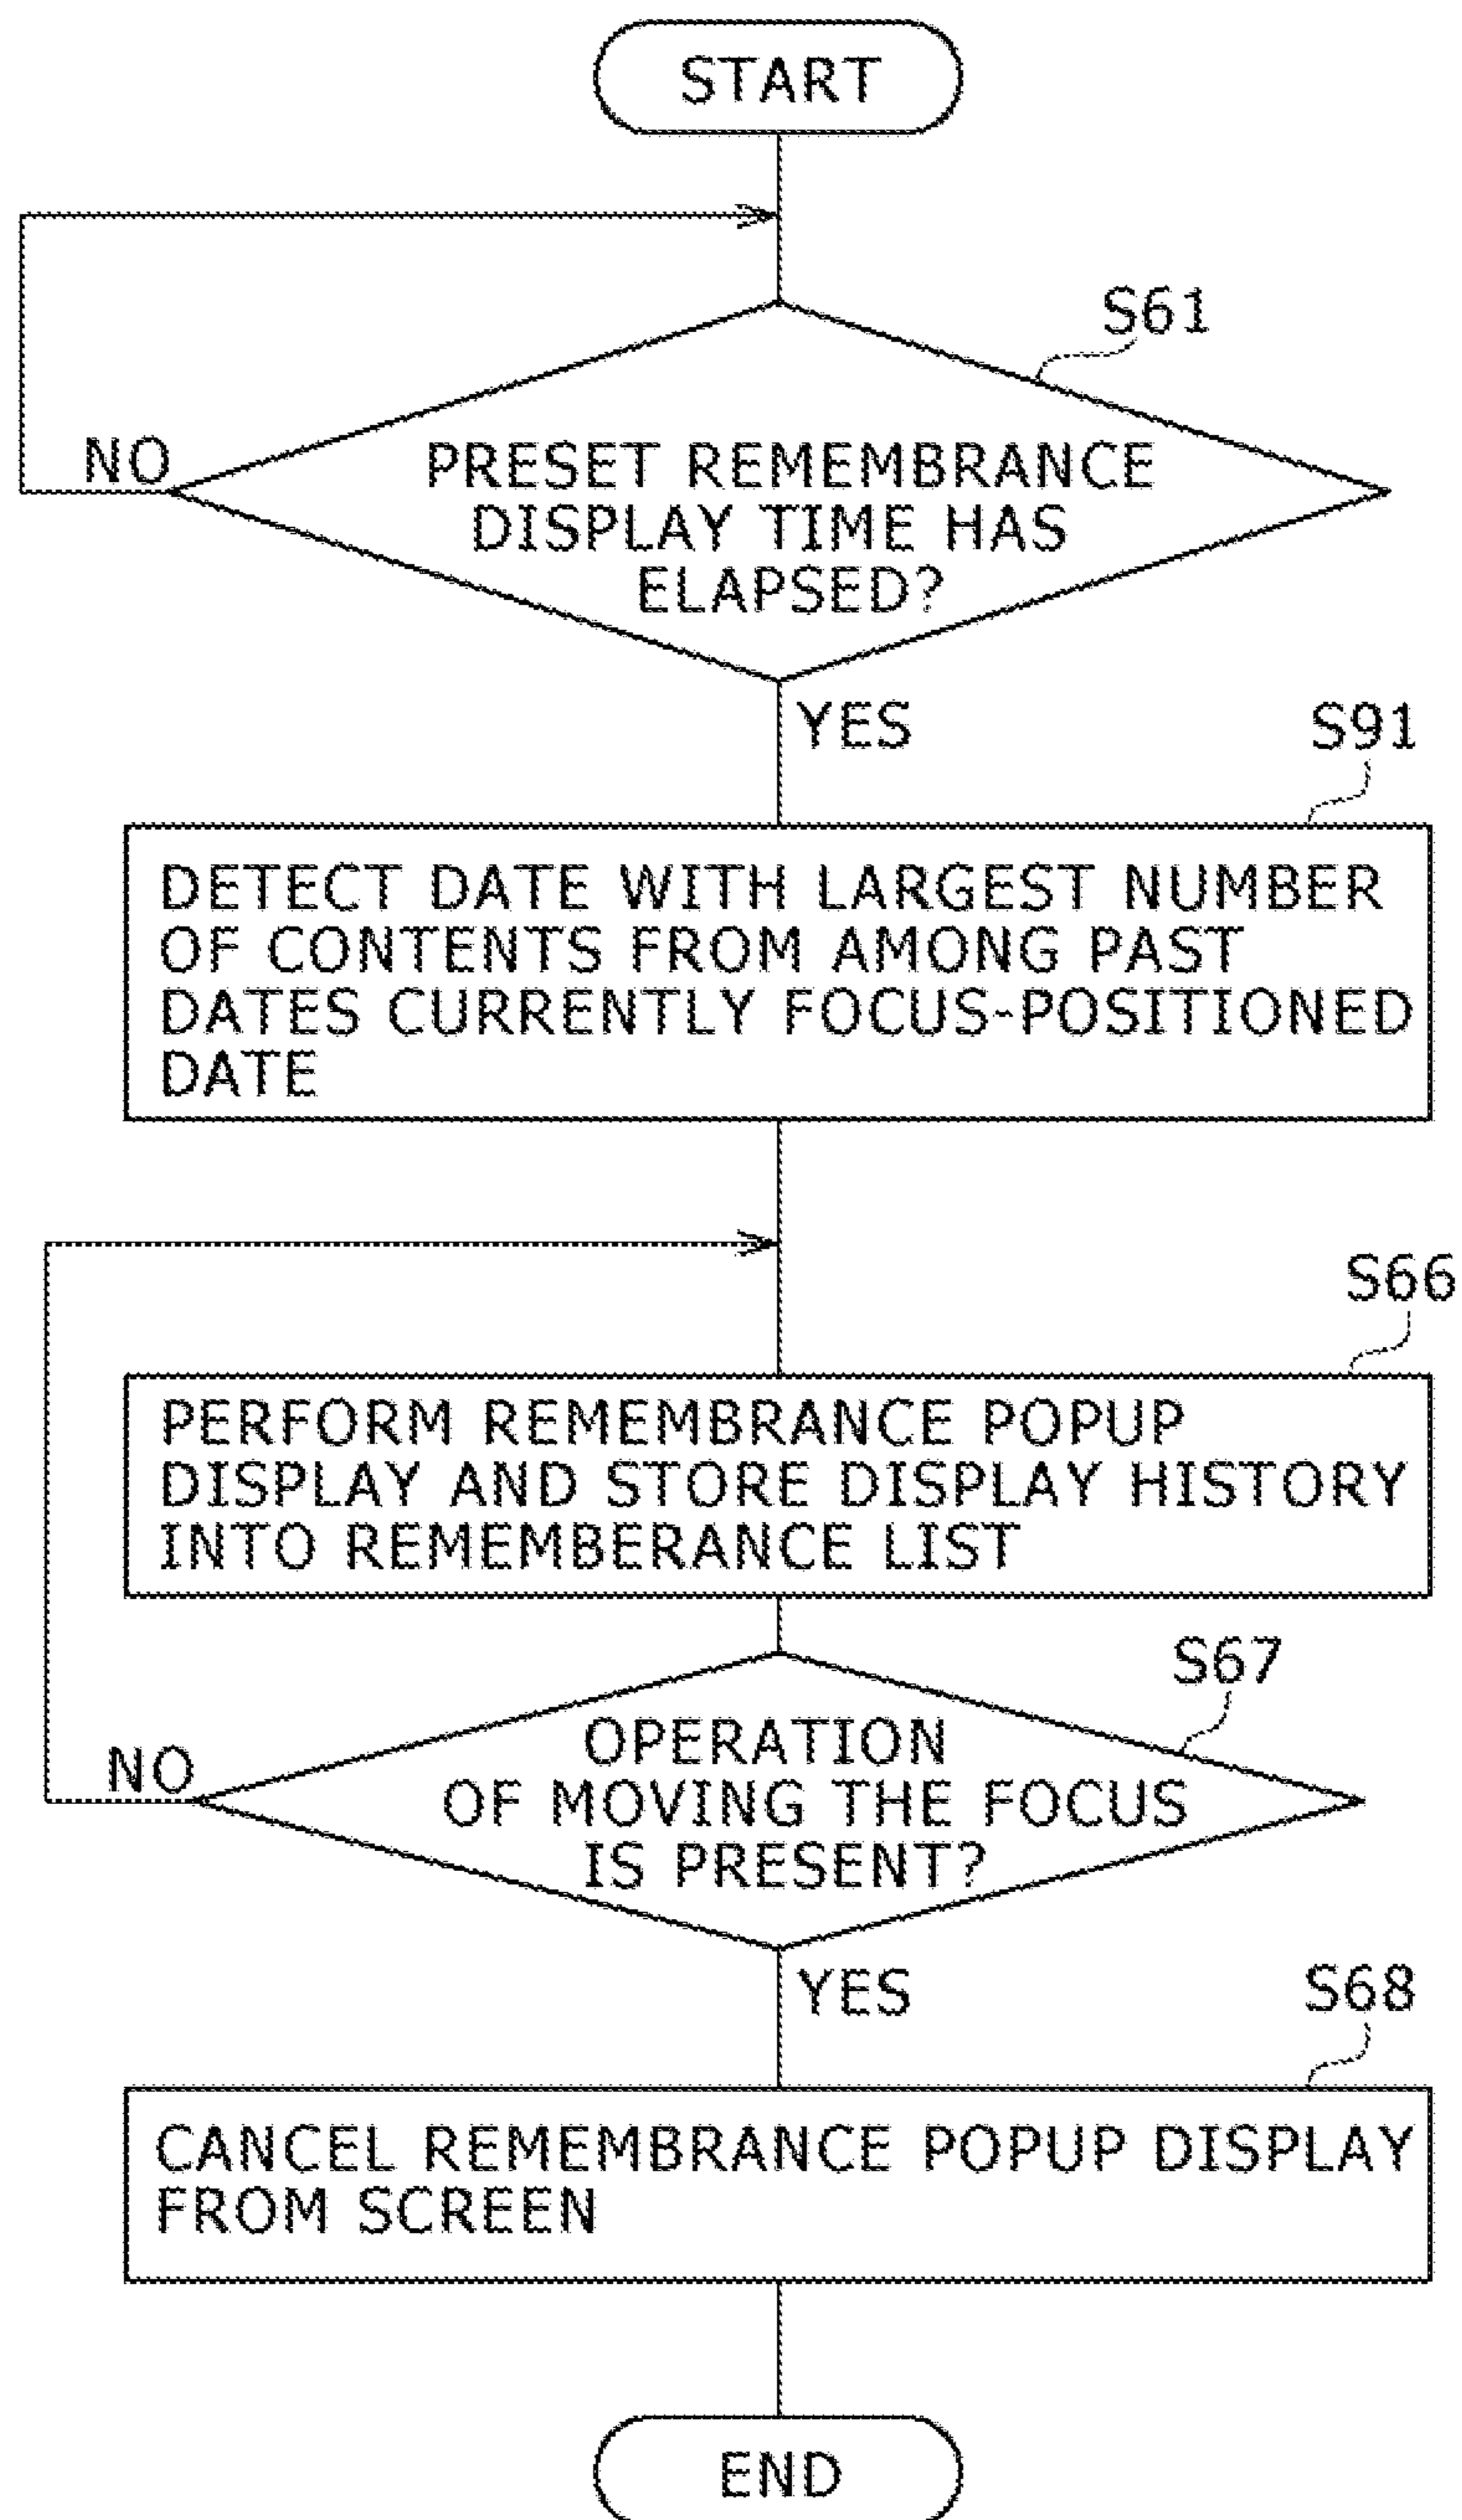 START
S61
NO
PRESET REMEMBRANCE
DISPLAY TIME HAS
ELAPSED?
YES
S91
DETECT DATE WITH LARGEST NUMBER
OF CONTENTS FROM AMONG PAST
DATES CURRENTLY FOCUS-POSITIONED
DATE
S66
PERFORM REMEMBRANCE POPUP
DISPLAY AND STORE DISPLAY HISTORY
INTO REMEMBERANCE LIST
S67
NO
OPERATION
OF MOVING THE FOCUS
IS PRESENT?
YES
S68
CANCEL REMEMBRANCE POPUP DISPLAY
FROM SCREEN
END